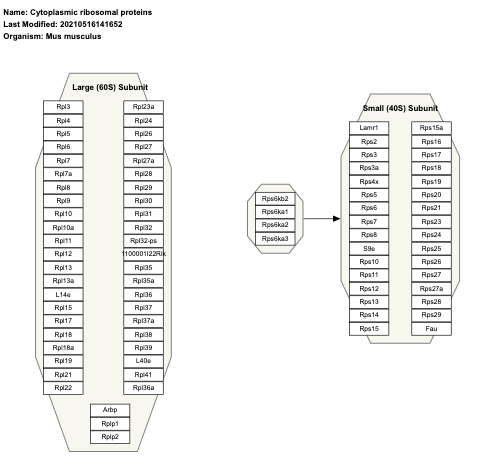 Name: Cytoplasmic ribosomal proteins
Last Modified: 20210516141652
Organism: Mus musculus
Large (60S) Subunit
Rpl3
Rpl4
Rpl5
Rpl6
Rpl7
Rpl7a
Rpl8
Rpl9
Rpl10
Rpl10a
Rpl11
Rpl12
Rpl13
Rpl13a
L14e
Rpl15
Rpl17
Rpl18
Rpl18a
Rpl19
Rpl21
Rpl22
Rpl23a
Rpl24
Rpl26
Rpl27
Rpl27a
Rpl28
Rpl29
Rpl30
Rpl31
Rpl32
Rpl32-ps
1100001I22Rik
Rpl35
Rpl35a
Rpl36
Rpl37
Rpl37a
Rpl38
Rpl39
L40e
Rpl41
Rpl36a
Arbp
Rplp1
Rplp2
Rps6kb2
Rps6ka1
Rps6ka2
Rps6ka3
Small (40S) Subunit
Lamr1
Rps2
Rps3
Rps3a
Rps4x
Rps5
Rps6
Rps7
Rps8
S9e
Rps10
Rps11
Rps12
Rps13
Rps14
Rps15
Rps15a
Rps16
Rps17
Rps18
Rps19
Rps20
Rps21
Rps23
Rps24
Rps25
Rps26
Rps27
Rps27a
Rps28
Rps29
Fau